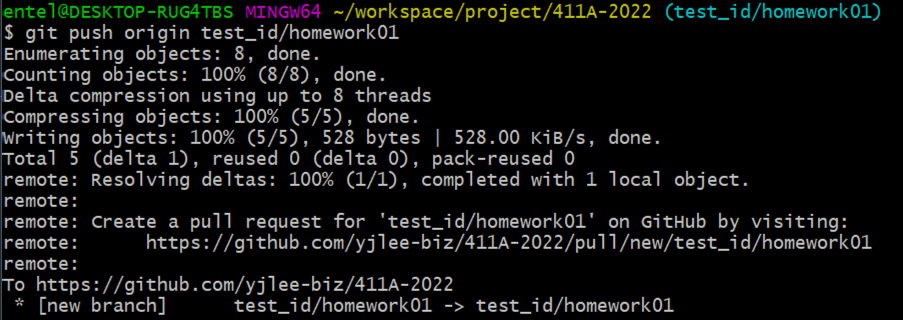 entel@DESKTOP-RUG4TBS MINGW64 ~/workspace/project/411A-2022 (test_id/homework01)
$ git push origin test_id/homework01
Enumerating objects: 8, done.
Counting objects: 100% (8/8), done.
Delta compression using up to 8 threads
Compressing objects: 100% (5/5), done.
Writing objects: 100% (5/5), 528 bytes | 528.00 KiB/s, done.
Total 5 (delta 1), reused 0 (delta 0), pack-reused 0
remote: Resolving deltas: 100% (1/1), completed with 1 local object.
remote:
remote: Create a pull request for 'test_id/homework01' on GitHub by visiting:
remote:      https://github.com/yjlee-biz/411A-2022/pull/new/test_id/homework01
remote:
To https://github.com/yjlee-biz/411A-2022
 * [new branch]      test_id/homework01 -> test_id/homework01